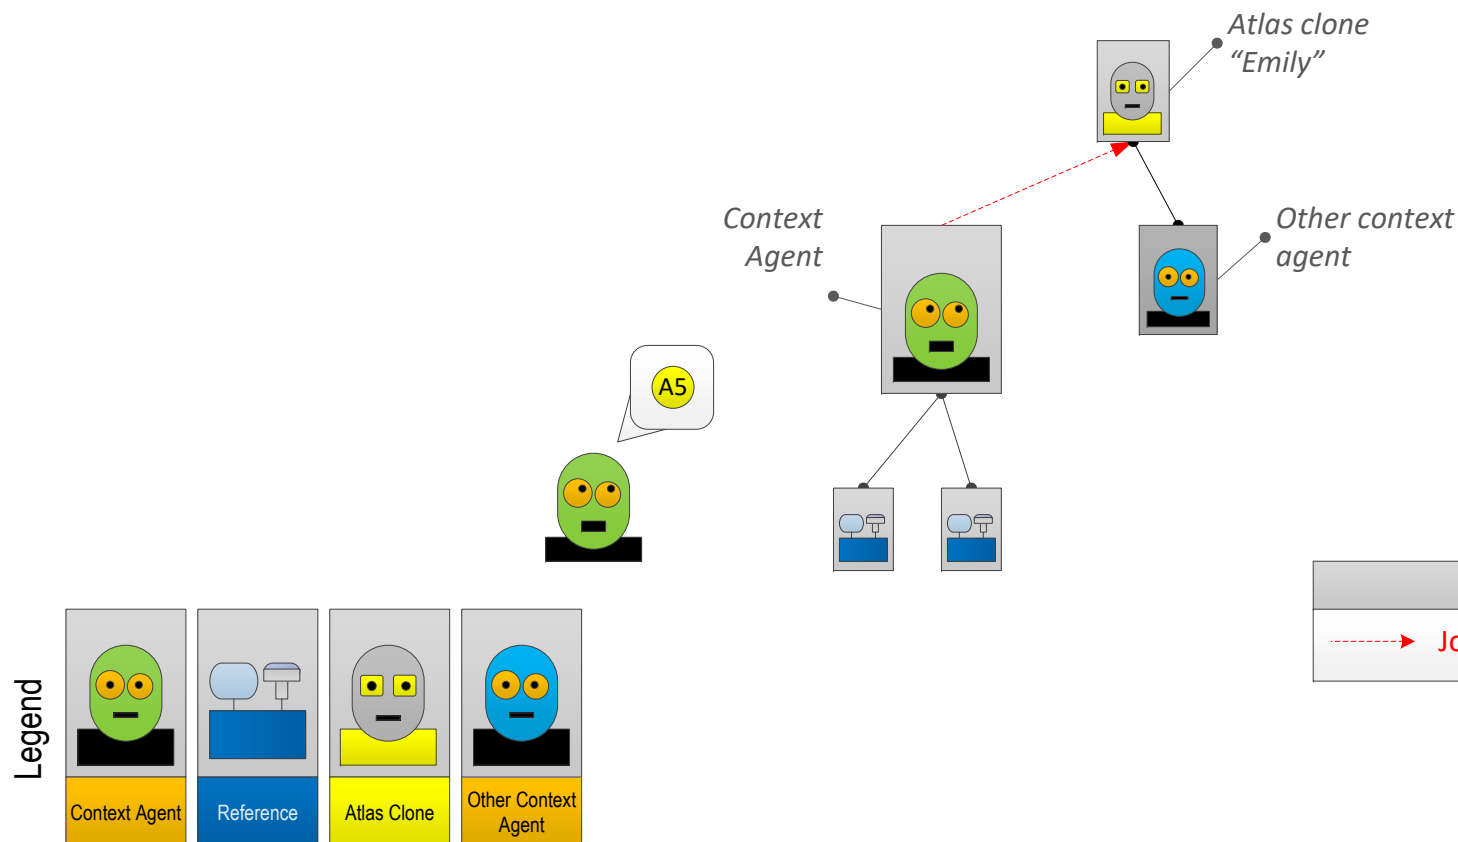 Atlas clone
“Emily”
Context
Agent
Other context
agent
A5
Legend
Context Agent
Reference
Atlas Clone
Other Context
Agent